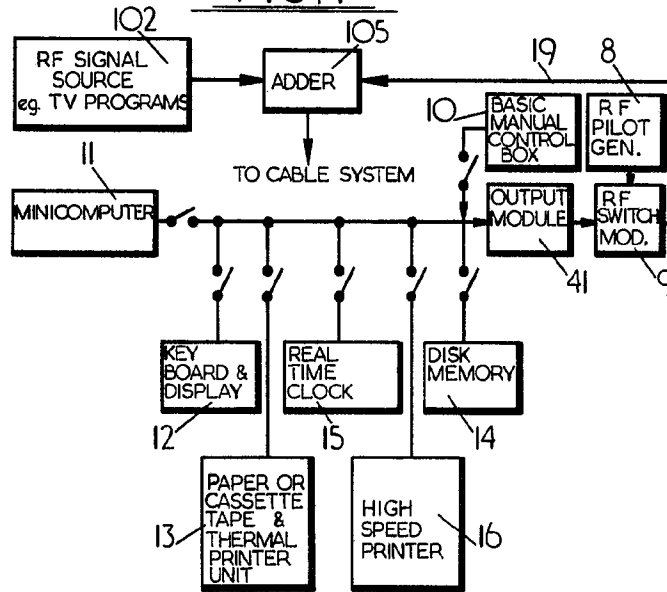 102
RF SIGNAL
SOURCE
eg. TV PROGRAMS
105
ADDER
19
8
10
BASIC
MANUAL
CONTROL
BOX
RF
PILOT
GEN.
TO CABLE SYSTEM
11
MINICOMPUTER
OUTPUT
MODULE
41
RF
SWITCH
MOD.
9
KEY
BOARD &
DISPLAY
12
REAL
TIME
CLOCK
15
DISK
MEMORY
14
PAPER OR
CASSETTE
TAPE &
THERMAL
PRINTER
UNIT
13
HIGH
SPEED
PRINTER
16